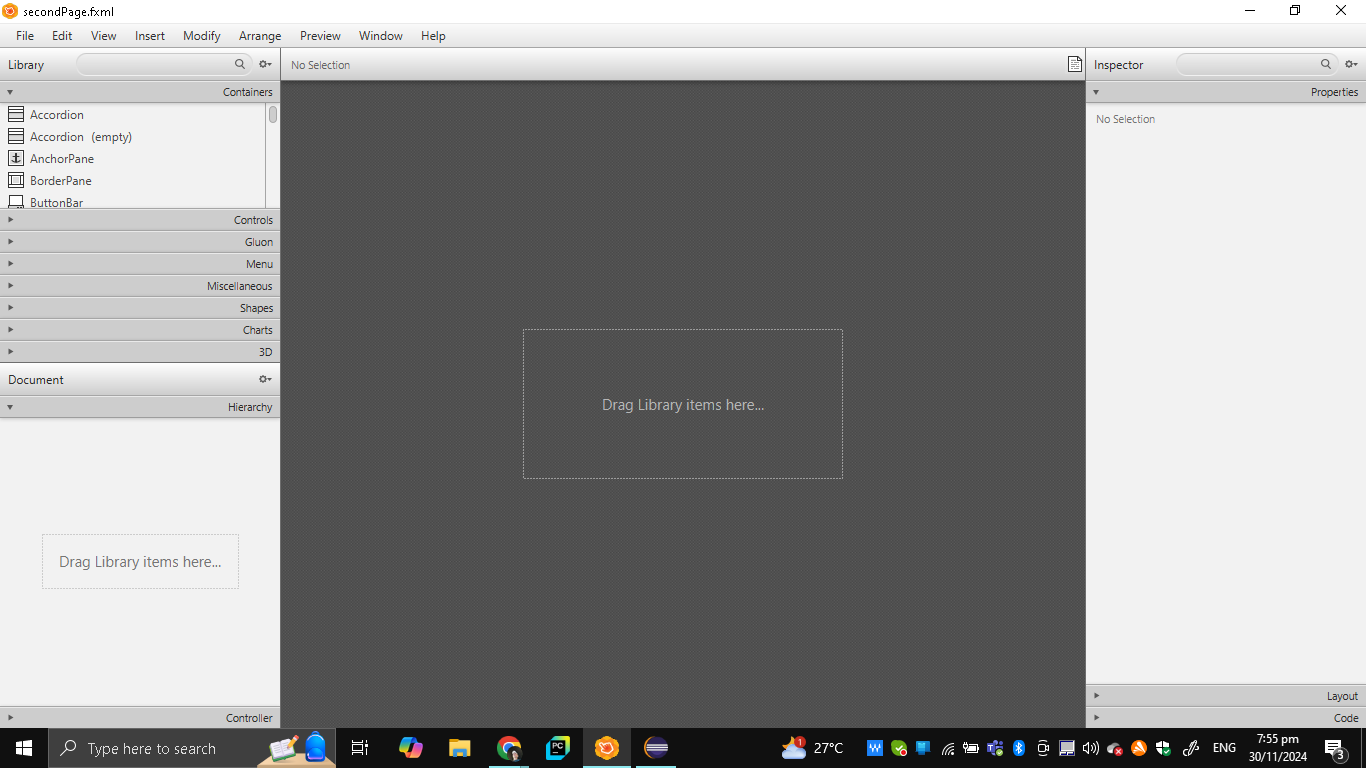 secondPage.fxml
File Edit View Insert Modify Arrange Preview Window Help
Library
No Selection
Inspector
Containers
Properties
Accordion
Accordion (empty)
AnchorPane
BorderPane
ButtonBar
No Selection
Controls
Gluon
Menu
Miscellaneous
Shapes
Charts
3D
Document
Hierarchy
Drag Library items here...
Drag Library items here...
Layout
Controller
Code
Type here to search
PC
1
27°C
W
ENG
7:55 pm
30/11/2024
3